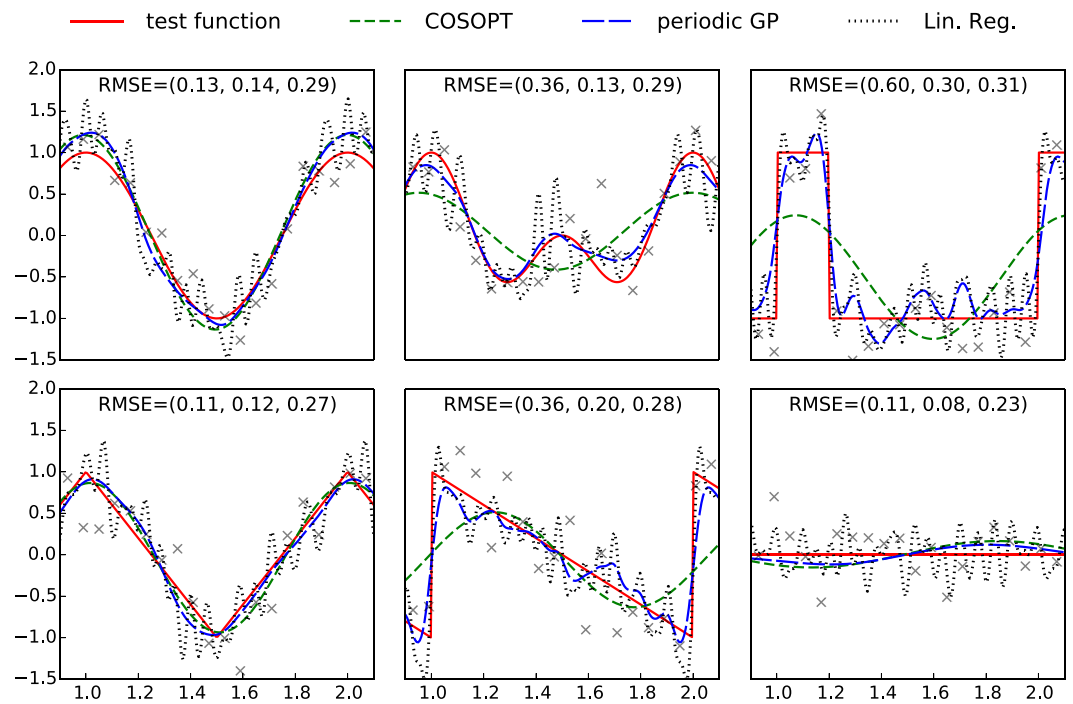 test function COSOPT periodic GP Lin. Reg.
RMSE=(0.13, 0.14, 0.29)
RMSE=(0.36, 0.13, 0.29)
RMSE=(0.60, 0.30, 0.31)
2.0
1.5
1.0
0.5
0.0
−0.5
−1.0
−1.5
RMSE=(0.11, 0.12, 0.27)
RMSE=(0.36, 0.20, 0.28)
RMSE=(0.11, 0.08, 0.23)
2.0
1.5
1.0
0.5
0.0
−0.5
−1.0
−1.5
1.0 1.2 1.4 1.6 1.8 2.0
1.0 1.2 1.4 1.6 1.8 2.0
1.0 1.2 1.4 1.6 1.8 2.0